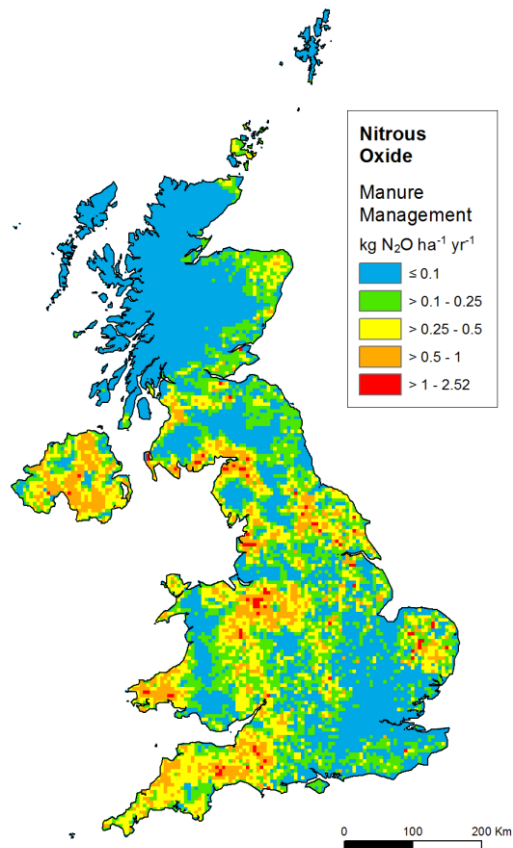 Nitrous
Oxide
Manure
Management
kg N₂O ha⁻¹ yr⁻¹
≤ 0.1
> 0.1 - 0.25
> 0.25 - 0.5
> 0.5 - 1
> 1 - 2.52
0 100 200 Km